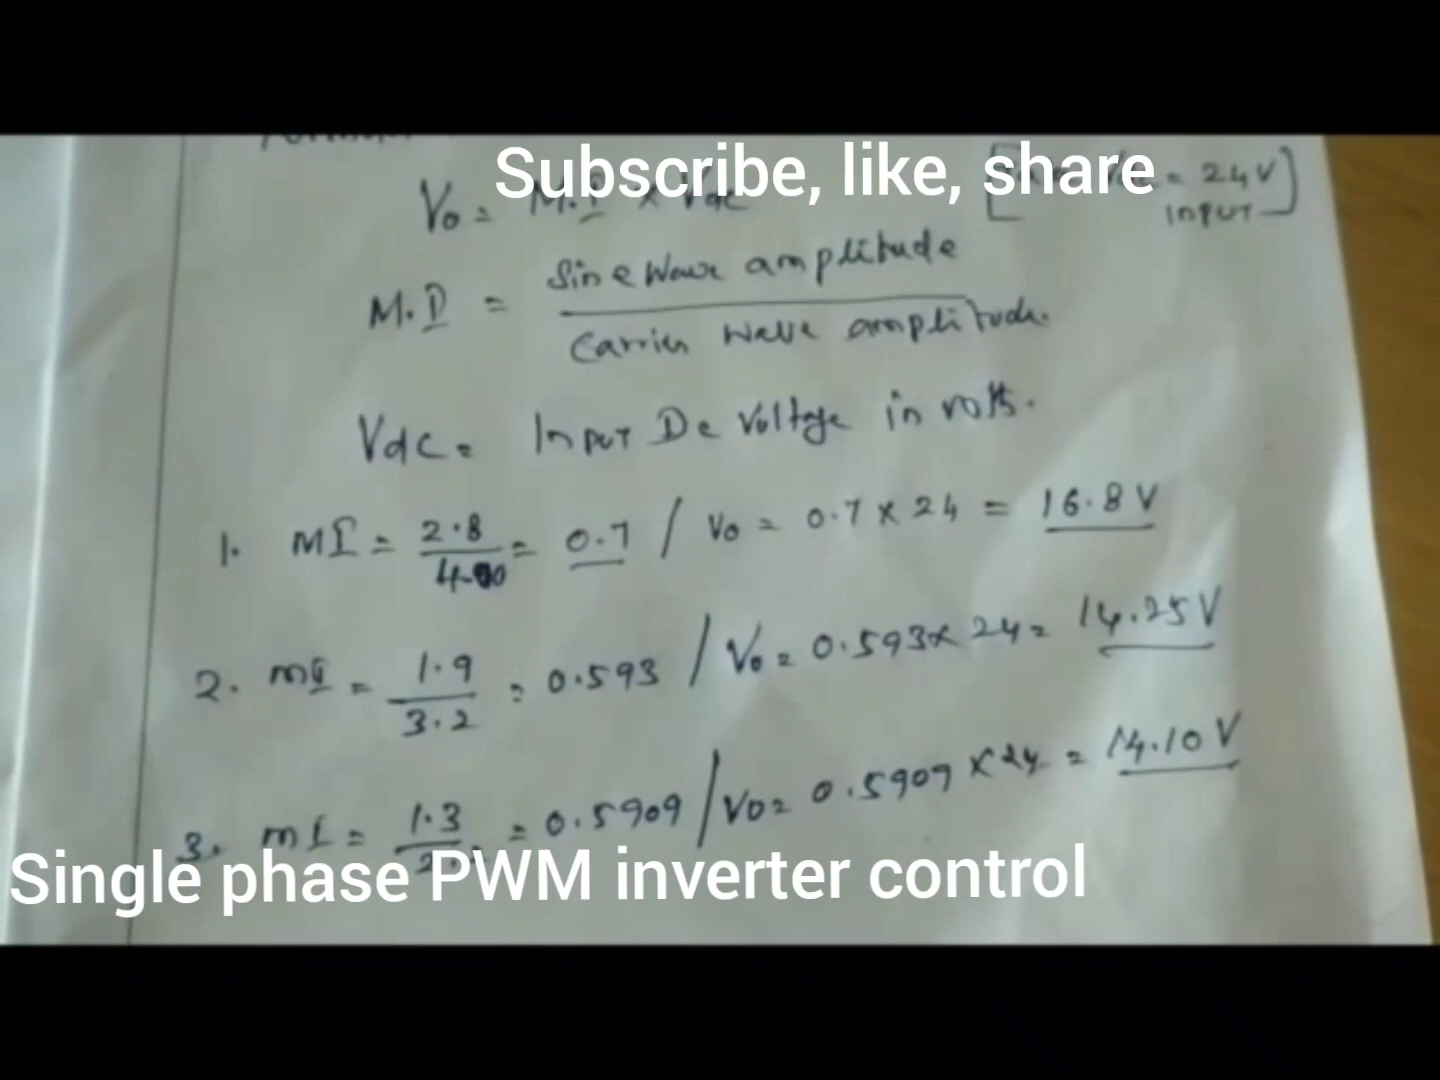 Subscribe, like, share
Vo = M.I x Vdc
= 24V
INPUT
M.I = Sine wave amplitude
Carrier wave amplitude.
Vdc = Input Dc Voltage in volts.
1. MI = 2.8 / 4.00 = 0.7 / Vo = 0.7 x 24 = 16.8 V
2. mI = 1.9 / 3.2 = 0.593 / Vo = 0.593 x 24 = 14.25 V
3. mI = 1.3 = 0.5909 / Vo = 0.5909 x 24 = 14.10 V
Single phase PWM inverter control